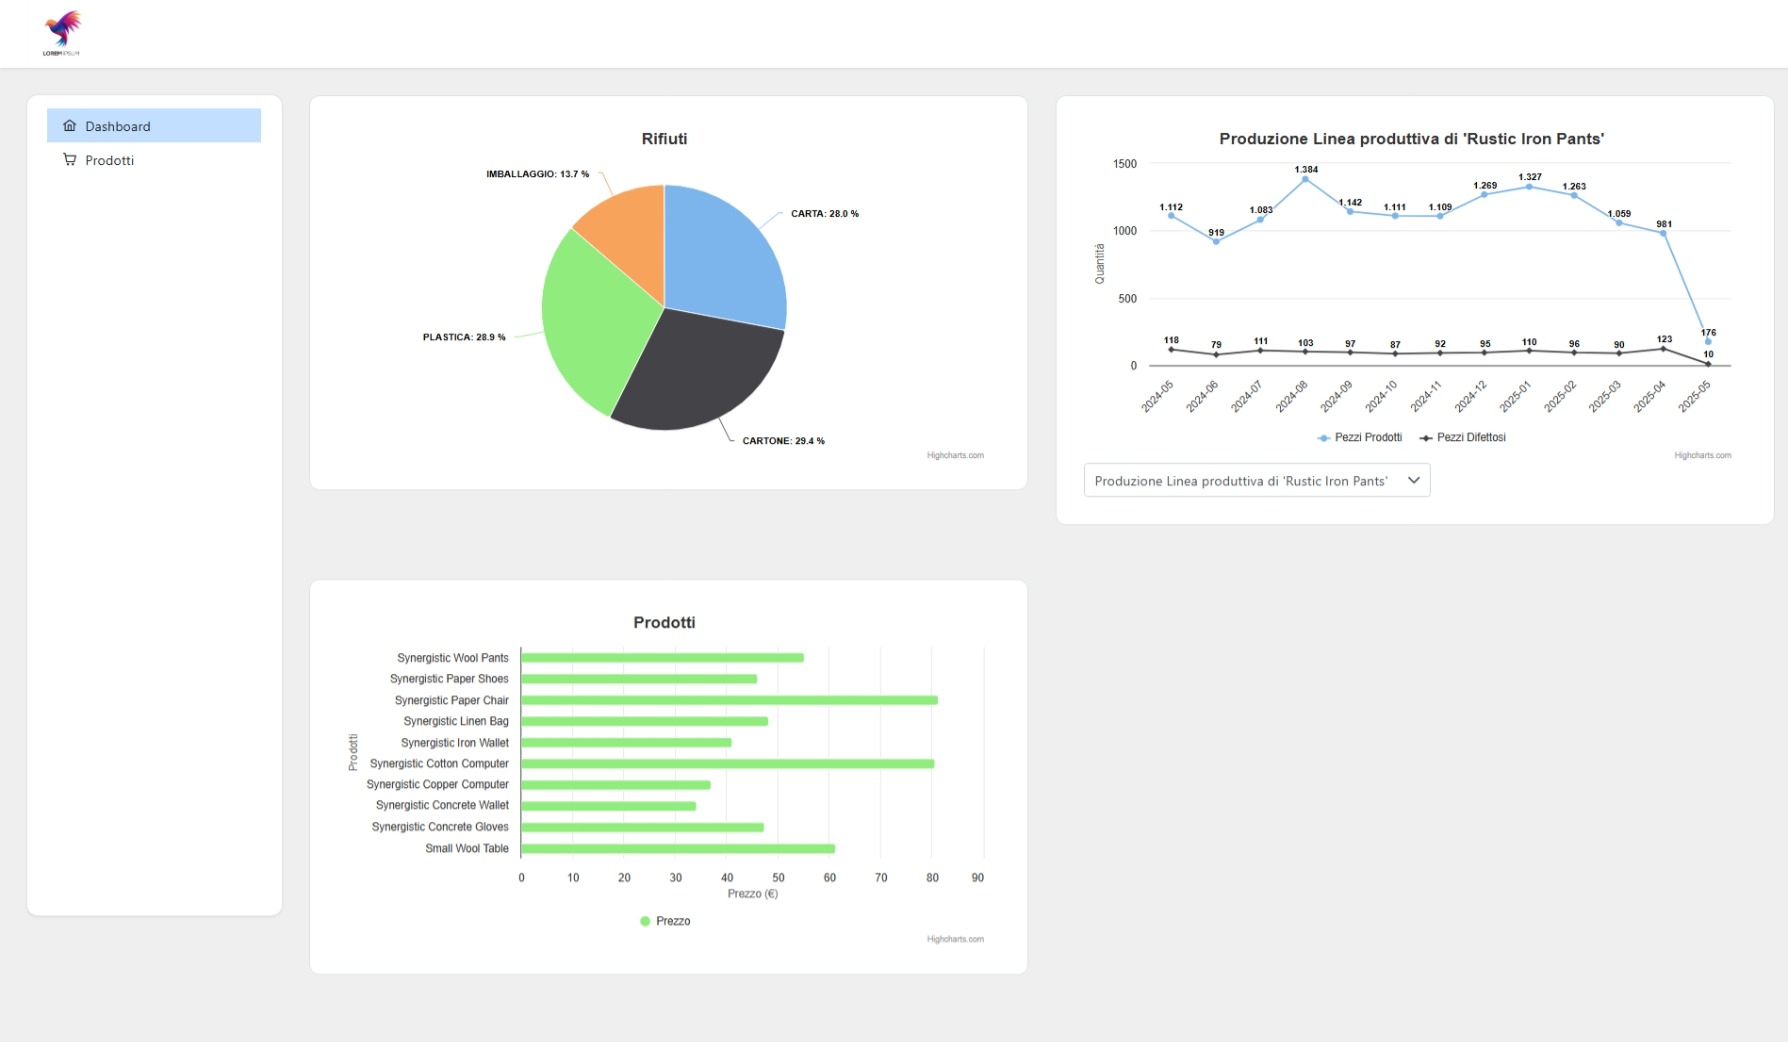 LOREM IPSUM
Dashboard
Prodotti
Rifiuti
IMBALLAGGIO: 13.7 %
CARTA: 28.0 %
PLASTICA: 28.9 %
CARTONE: 29.4 %
Highcharts.com
Produzione Linea produttiva di 'Rustic Iron Pants'
Quantità
1500
1000
500
0
1.112
919
1.083
1.384
1.142
1.111
1.109
1.269
1.327
1.263
1.059
981
176
118
79
111
103
97
87
92
95
110
96
90
123
10
2024-05
2024-06
2024-07
2024-08
2024-09
2024-10
2024-11
2024-12
2025-01
2025-02
2025-03
2025-04
2025-05
Pezzi Prodotti
Pezzi Difettosi
Highcharts.com
Produzione Linea produttiva di 'Rustic Iron Pants'
Prodotti
Prodotti
Synergistic Wool Pants
Synergistic Paper Shoes
Synergistic Paper Chair
Synergistic Linen Bag
Synergistic Iron Wallet
Synergistic Cotton Computer
Synergistic Copper Computer
Synergistic Concrete Wallet
Synergistic Concrete Gloves
Small Wool Table
0 10 20 30 40 50 60 70 80 90
Prezzo (€)
Prezzo
Highcharts.com